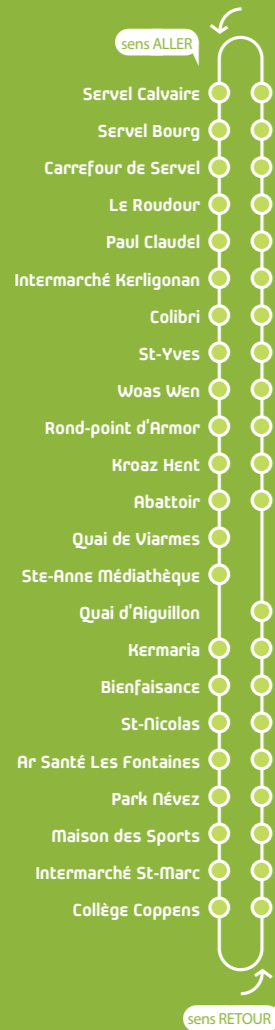 sens ALLER
Servel Calvaire
Servel Bourg
Carrefour de Servel
Le Roudour
Paul Claudel
Intermarché Kerligonan
Colibri
St-Yves
Woas Wen
Rond-point d'Armor
Kroaz Hent
Abattoir
Quai de Viarmes
Ste-Anne Médiathèque
Quai d'Aiguillon
Kermaria
Bienfaisance
St-Nicolas
Ar Santé Les Fontaines
Park Névez
Maison des Sports
Intermarché St-Marc
Collège Coppens
sens RETOUR